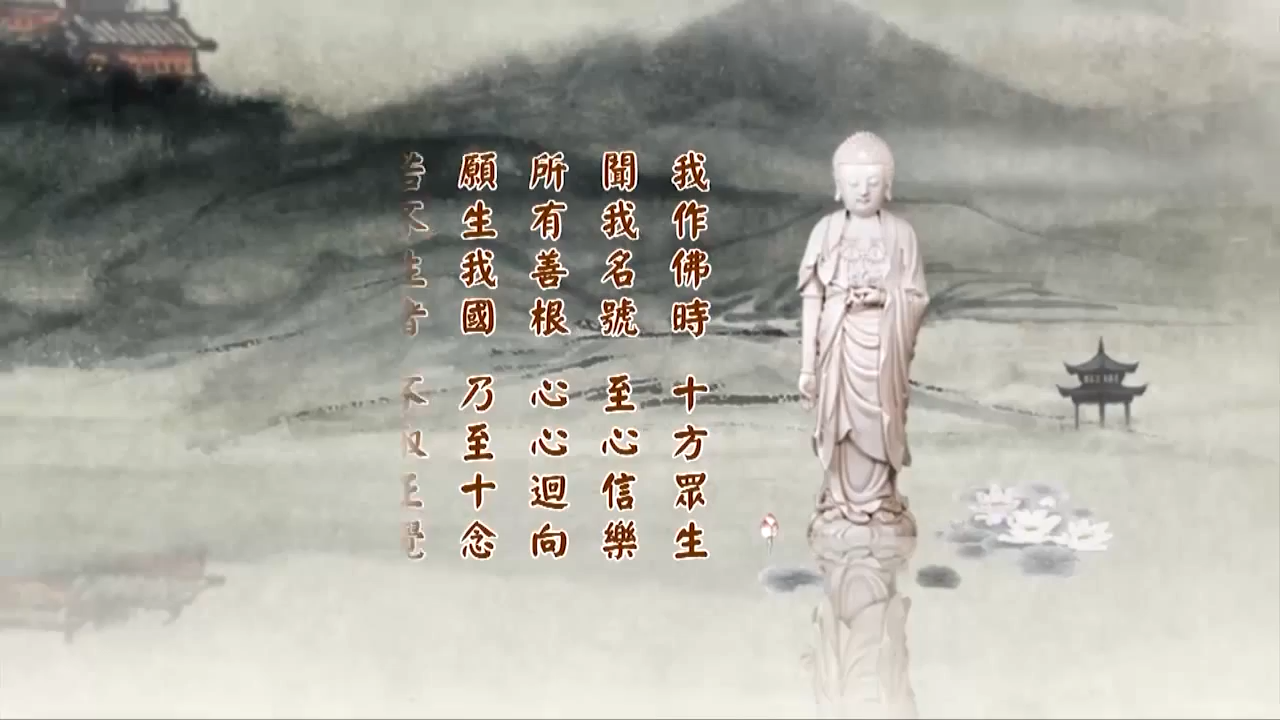 我作佛時 十方眾生
聞我名號 至心信樂
所有善根 心心迴向
願生我國 乃至十念
若不生者 不取正覺